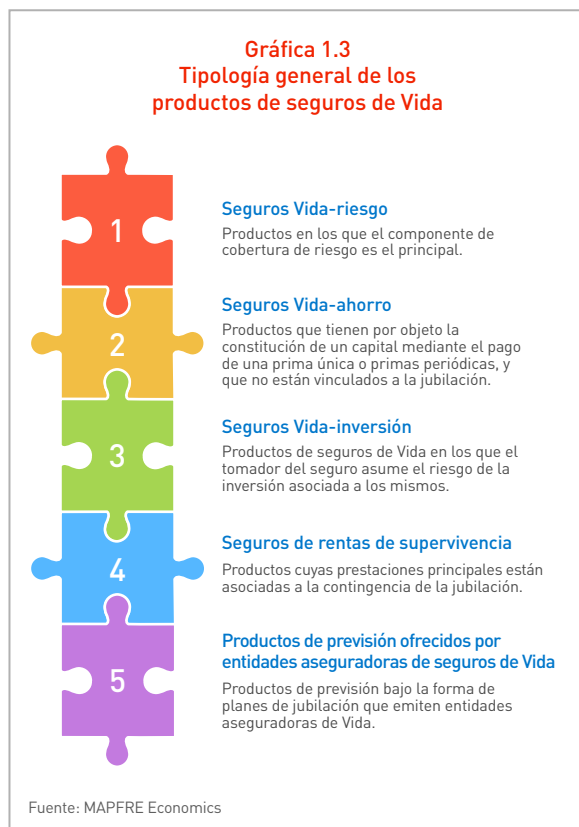 Gráfica 1.3
Tipología general de los
productos de seguros de Vida
1
Seguros Vida-riesgo
Productos en los que el componente de
cobertura de riesgo es el principal.
2
Seguros Vida-ahorro
Productos que tienen por objeto la
constitución de un capital mediante el pago
de una prima única o primas periódicas, y
que no están vinculados a la jubilación.
3
Seguros Vida-inversión
Productos de seguros de Vida en los que el
tomador del seguro asume el riesgo de la
inversión asociada a los mismos.
4
Seguros de rentas de supervivencia
Productos cuyas prestaciones principales están
asociadas a la contingencia de la jubilación.
5
Productos de previsión ofrecidos por
entidades aseguradoras de seguros de Vida
Productos de previsión bajo la forma de
planes de jubilación que emiten entidades
aseguradoras de Vida.
Fuente: MAPFRE Economics